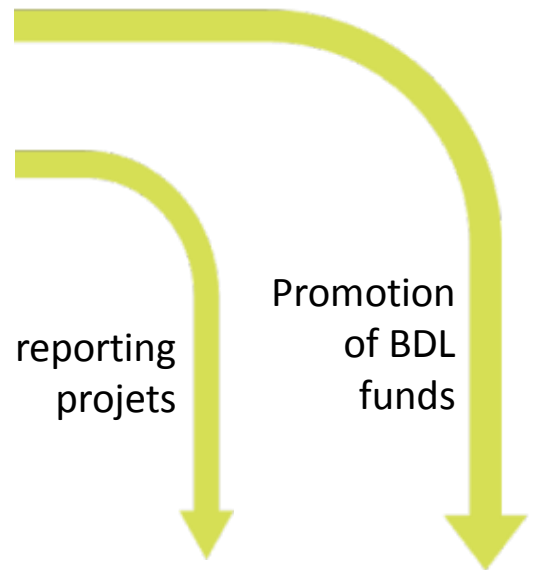 reporting
projets
Promotion
of BDL
funds